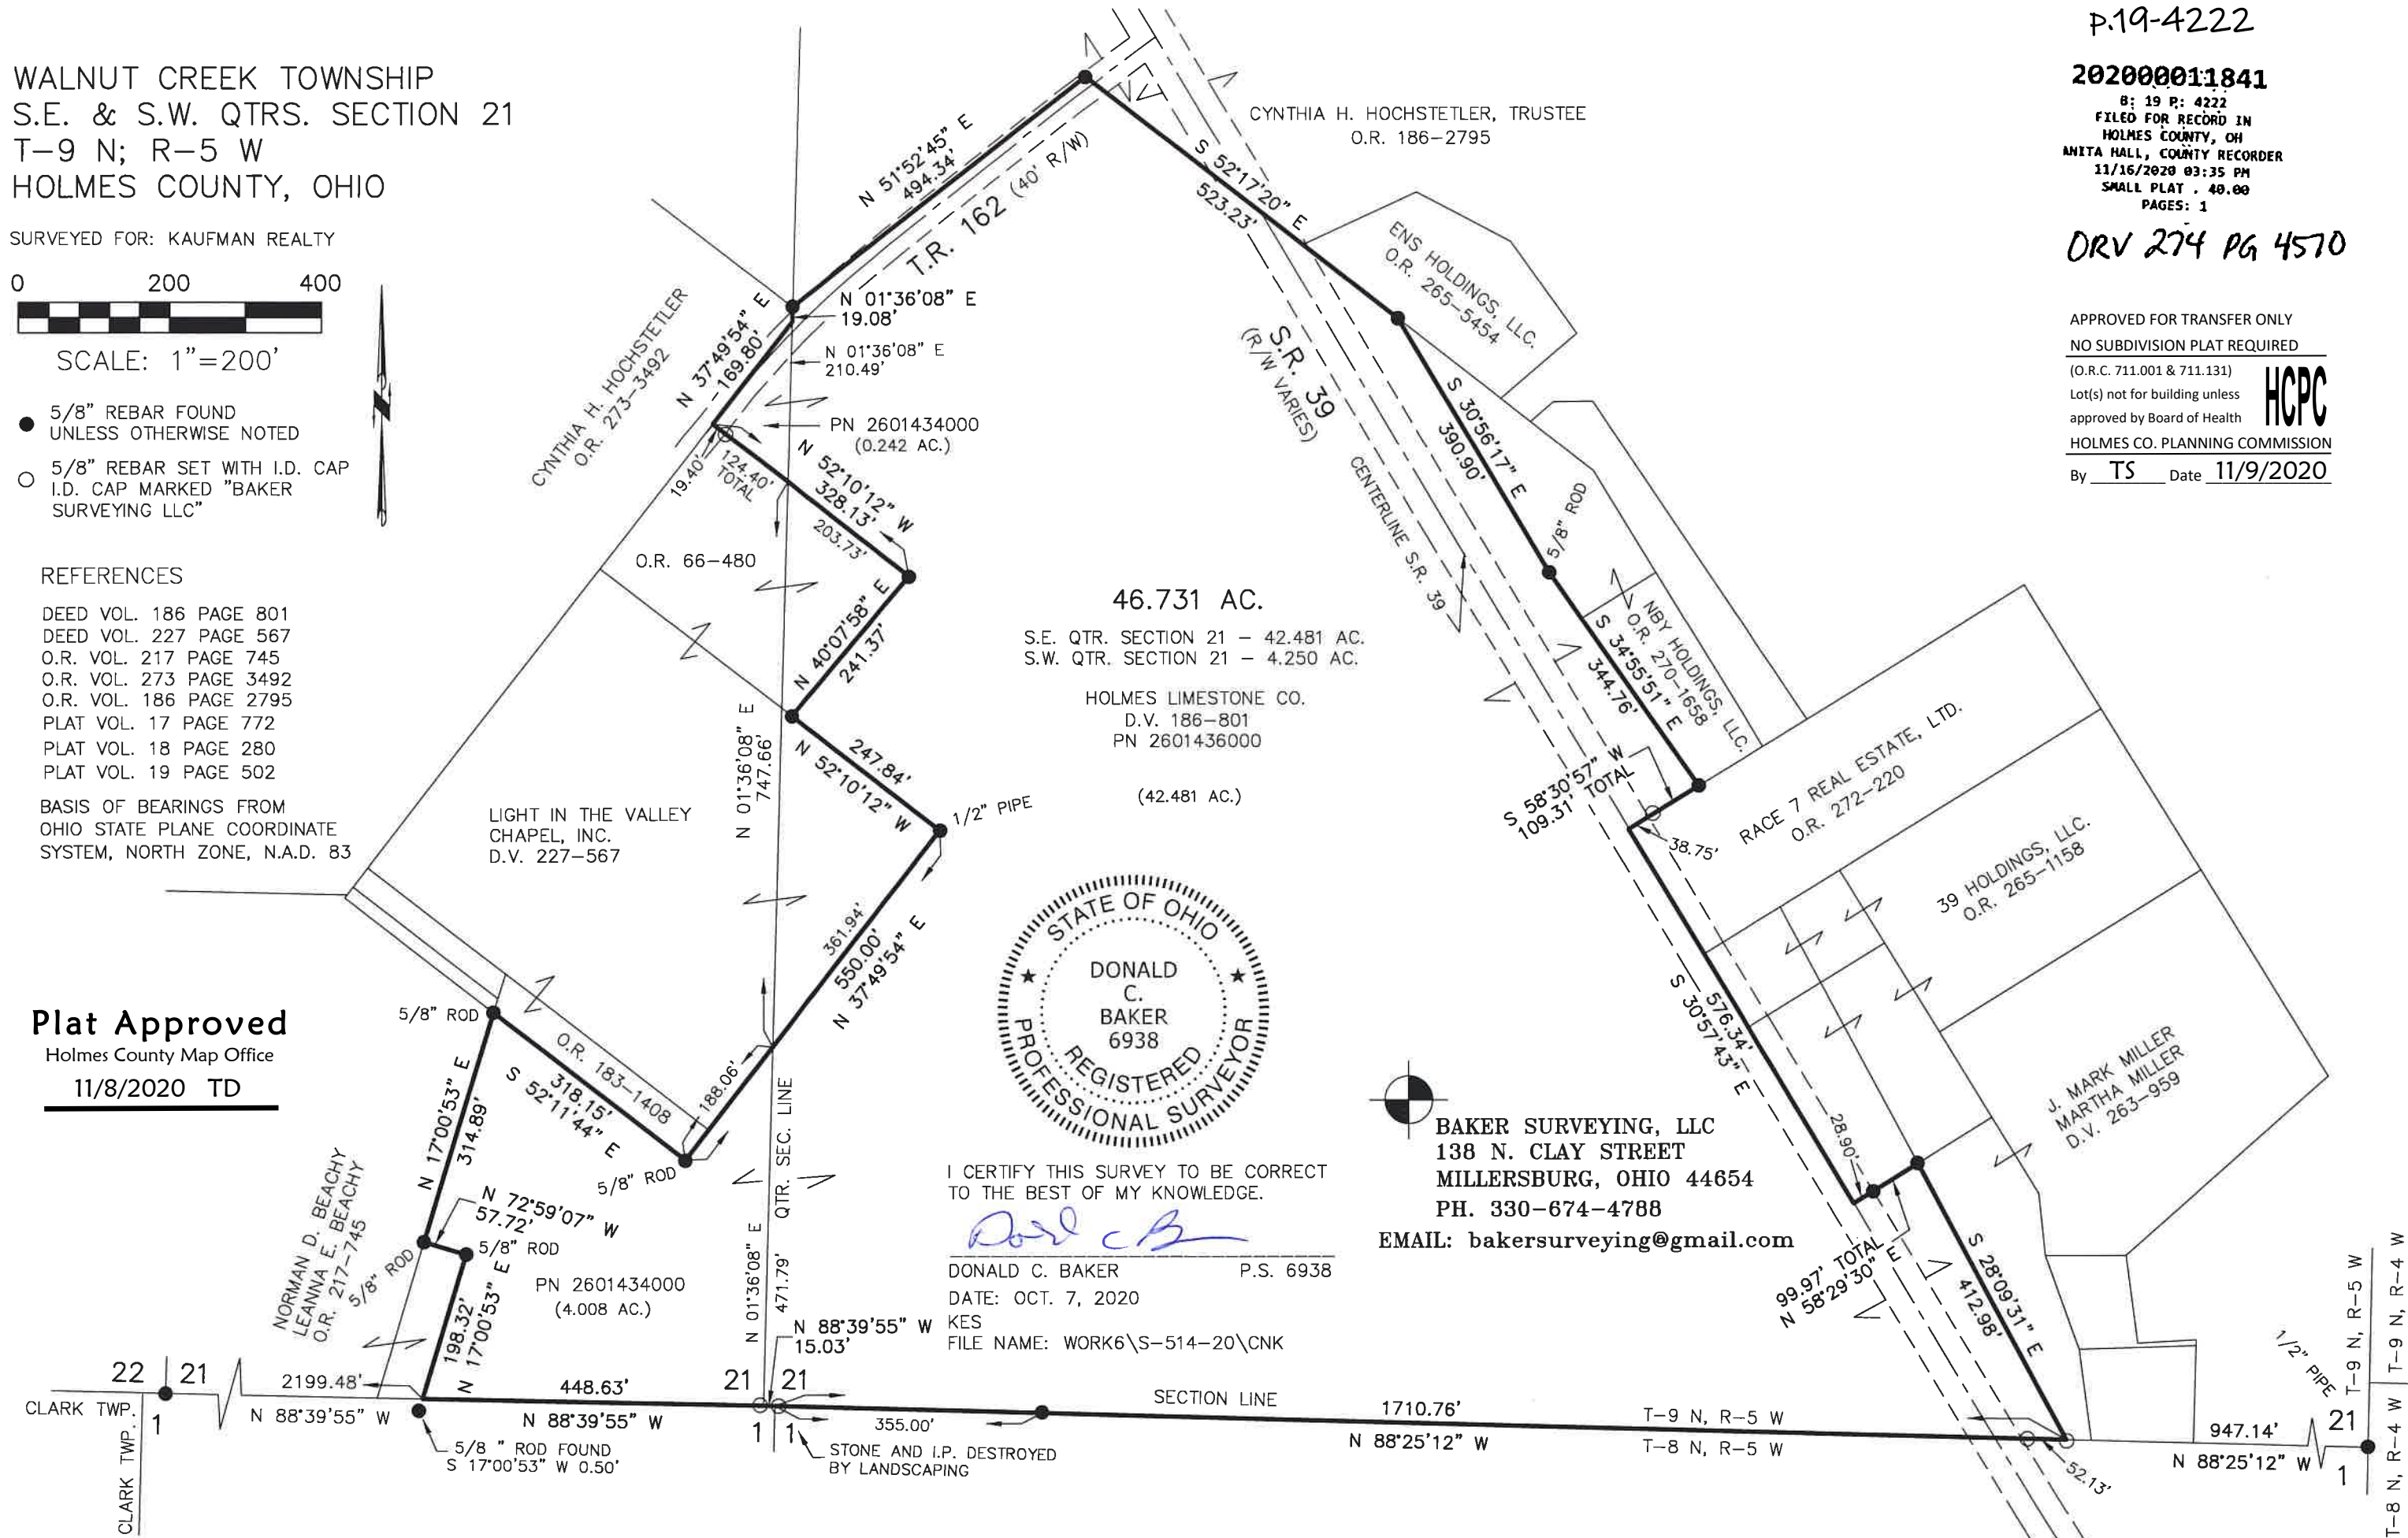 WALNUT CREEK TOWNSHIP
S.E. & S.W. QTRS. SECTION 21
T-9 N; R-5 W
HOLMES COUNTY, OHIO
SURVEYED FOR: KAUFMAN REALTY
0 200 400
SCALE: 1"=200'
5/8" REBAR FOUND
UNLESS OTHERWISE NOTED
5/8" REBAR SET WITH I.D. CAP
I.D. CAP MARKED "BAKER
SURVEYING LLC"
REFERENCES
DEED VOL. 186 PAGE 801
DEED VOL. 227 PAGE 567
O.R. VOL. 217 PAGE 745
O.R. VOL. 273 PAGE 3492
O.R. VOL. 186 PAGE 2795
PLAT VOL. 17 PAGE 772
PLAT VOL. 18 PAGE 280
PLAT VOL. 19 PAGE 502
BASIS OF BEARINGS FROM
OHIO STATE PLANE COORDINATE
SYSTEM, NORTH ZONE, N.A.D. 83
Plat Approved
Holmes County Map Office
11/8/2020 TD
P.19-4222
202000011841
B: 19 P: 4222
FILED FOR RECORD IN
HOLMES COUNTY, OH
ANITA HALL, COUNTY RECORDER
11/16/2020 03:35 PM
SMALL PLAT . 40.00
PAGES: 1
ORV 274 PG 4570
APPROVED FOR TRANSFER ONLY
NO SUBDIVISION PLAT REQUIRED
(O.R.C. 711.001 & 711.131)
Lot(s) not for building unless
approved by Board of Health
HCPC
HOLMES CO. PLANNING COMMISSION
By TS Date 11/9/2020
N 51°52'45" E
494.34'
T.R. 162 (40' R/W)
CYNTHIA H. HOCHSTETLER, TRUSTEE
O.R. 186-2795
S 52°17'20" E
523.23'
ENS HOLDINGS, LLC.
O.R. 265-5454
S.R. 39
(R/W VARIES)
CENTERLINE S.R. 39
S 30°56'17" E
390.90'
5/8" ROD
NBY HOLDINGS, LLC.
O.R. 270-1658
S 34°55'51" E
344.76'
S 58°30'57" W
109.31' TOTAL
38.75'
RACE 7 REAL ESTATE, LTD.
O.R. 272-220
39 HOLDINGS, LLC.
O.R. 265-1158
J. MARK MILLER
MARTHA MILLER
D.V. 263-959
576.34'
S 30°57'43" E
28.90'
99.97' TOTAL
N 58°29'30" E
S 28°09'31" E
412.98'
CYNTHIA H. HOCHSTETLER
O.R. 273-3492
N 37°49'54" E
169.80'
N 01°36'08" E
19.08'
N 01°36'08" E
210.49'
PN 2601434000
(0.242 AC.)
19.40'
124.40'
TOTAL
N 52°10'12" W
328.13'
203.73'
O.R. 66-480
N 40°07'58" E
241.37'
N 01°36'08" E
747.66'
247.84'
N 52°10'12" W
1/2" PIPE
LIGHT IN THE VALLEY
CHAPEL, INC.
D.V. 227-567
361.94'
550.00'
N 37°49'54" E
188.06'
46.731 AC.
S.E. QTR. SECTION 21 - 42.481 AC.
S.W. QTR. SECTION 21 - 4.250 AC.
HOLMES LIMESTONE CO.
D.V. 186-801
PN 2601436000
(42.481 AC.)
STATE OF OHIO
DONALD
C.
BAKER
6938
REGISTERED
PROFESSIONAL SURVEYOR
I CERTIFY THIS SURVEY TO BE CORRECT
TO THE BEST OF MY KNOWLEDGE.
DONALD C. BAKER P.S. 6938
DATE: OCT. 7, 2020
KES
FILE NAME: WORK6\S-514-20\CNK
BAKER SURVEYING, LLC
138 N. CLAY STREET
MILLERSBURG, OHIO 44654
PH. 330-674-4788
EMAIL: bakersurveying@gmail.com
5/8" ROD
O.R. 183-1408
318.15'
S 52°11'44" E
5/8" ROD
N 17°00'53" E
314.89'
N 72°59'07" W
57.72'
5/8" ROD
5/8" ROD
NORMAN D. BEACHY
LEANNA E. BEACHY
O.R. 217-745
PN 2601434000
(4.008 AC.)
198.32'
N 17°00'53" E
QTR. SEC. LINE
N 01°36'08" E
471.79'
N 88°39'55" W
15.03'
22 21
1
CLARK TWP.
CLARK TWP.
2199.48'
N 88°39'55" W
448.63'
N 88°39'55" W
5/8 " ROD FOUND
S 17°00'53" W 0.50'
21 21
1 1
355.00'
STONE AND I.P. DESTROYED
BY LANDSCAPING
SECTION LINE
1710.76'
N 88°25'12" W
T-9 N, R-5 W
T-8 N, R-5 W
52.13'
947.14'
N 88°25'12" W
1/2" PIPE
21
1
T-9 N, R-5 W
T-9 N, R-4 W
T-8 N, R-4 W